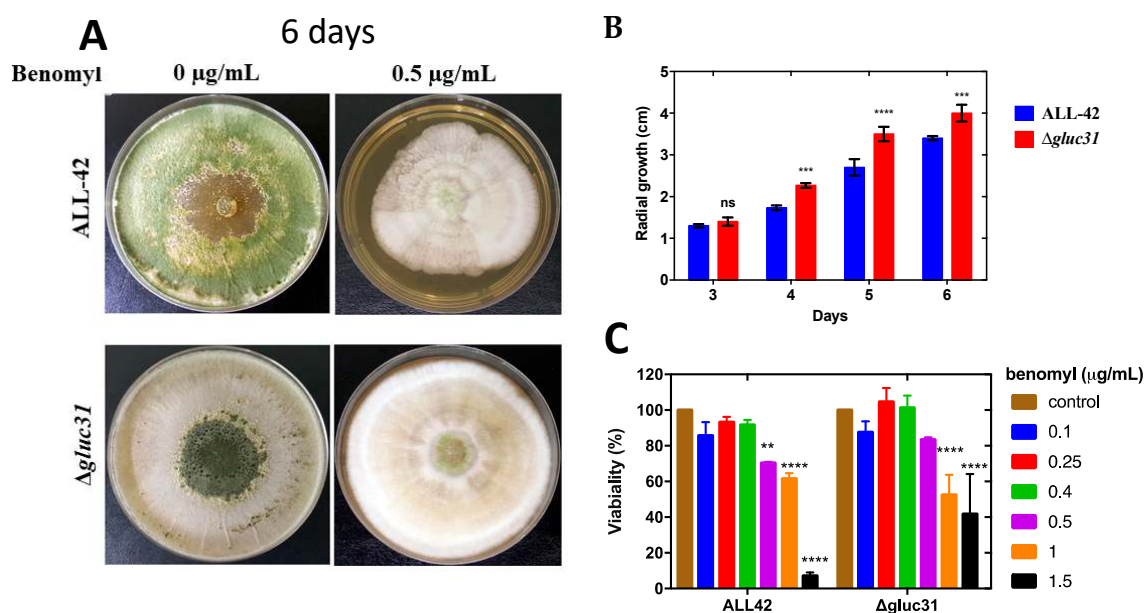 A
6 days
Benomyl
0 µg/mL
0.5 µg/mL
ALL-42
Δgluc31
B
Radial growth (cm)
5
4
3
2
1
0
ns
***
****
***
3
4
5
6
Days
ALL-42
Δgluc31
C
Viabiality (%)
120
100
80
60
40
20
0
**
****
****
****
****
ALL42
Δgluc31
benomyl (µg/mL)
control
0.1
0.25
0.4
0.5
1
1.5